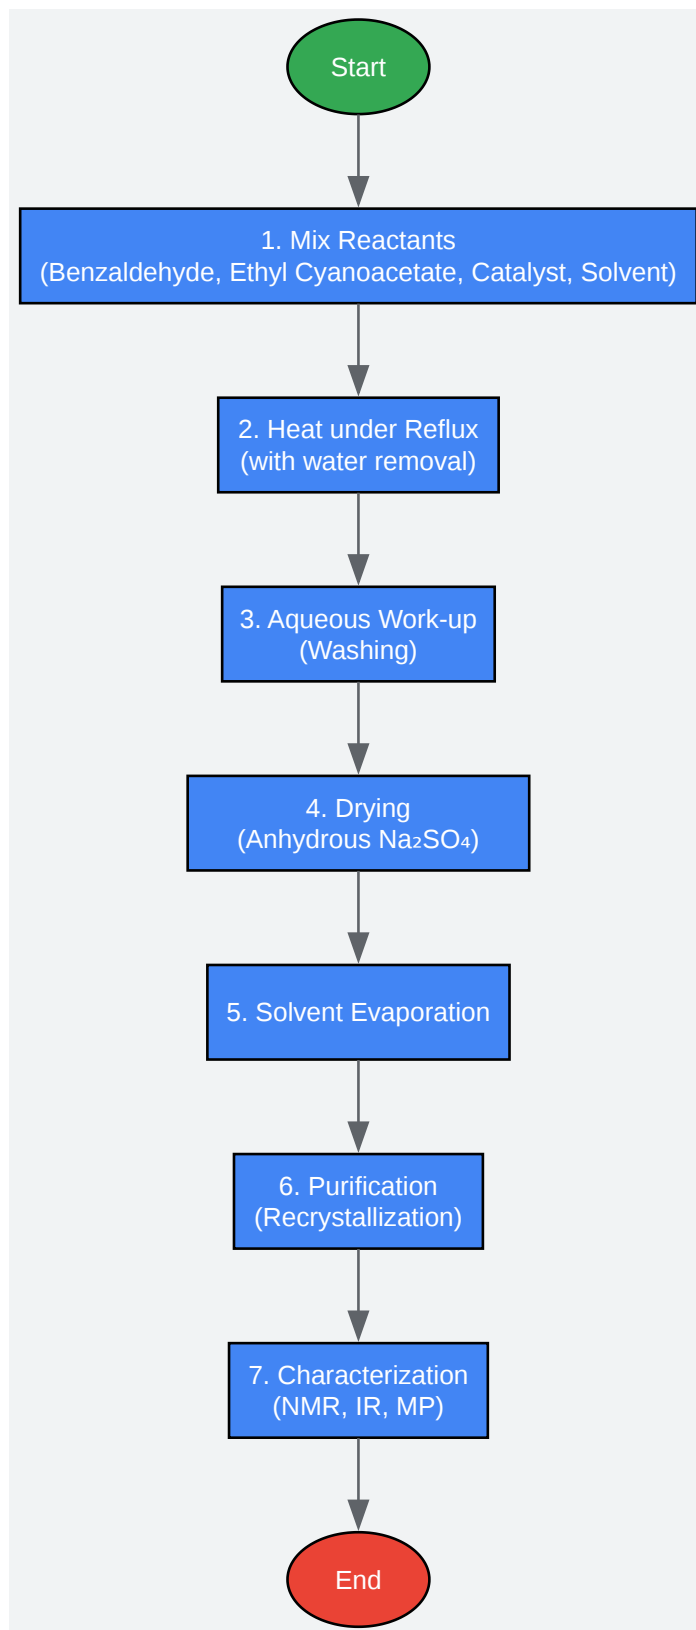 Start
1. Mix Reactants
(Benzaldehyde, Ethyl Cyanoacetate, Catalyst, Solvent)
2. Heat under Reflux
(with water removal)
3. Aqueous Work-up
(Washing)
4. Drying
(Anhydrous Na₂SO₄)
5. Solvent Evaporation
6. Purification
(Recrystallization)
7. Characterization
(NMR, IR, MP)
End